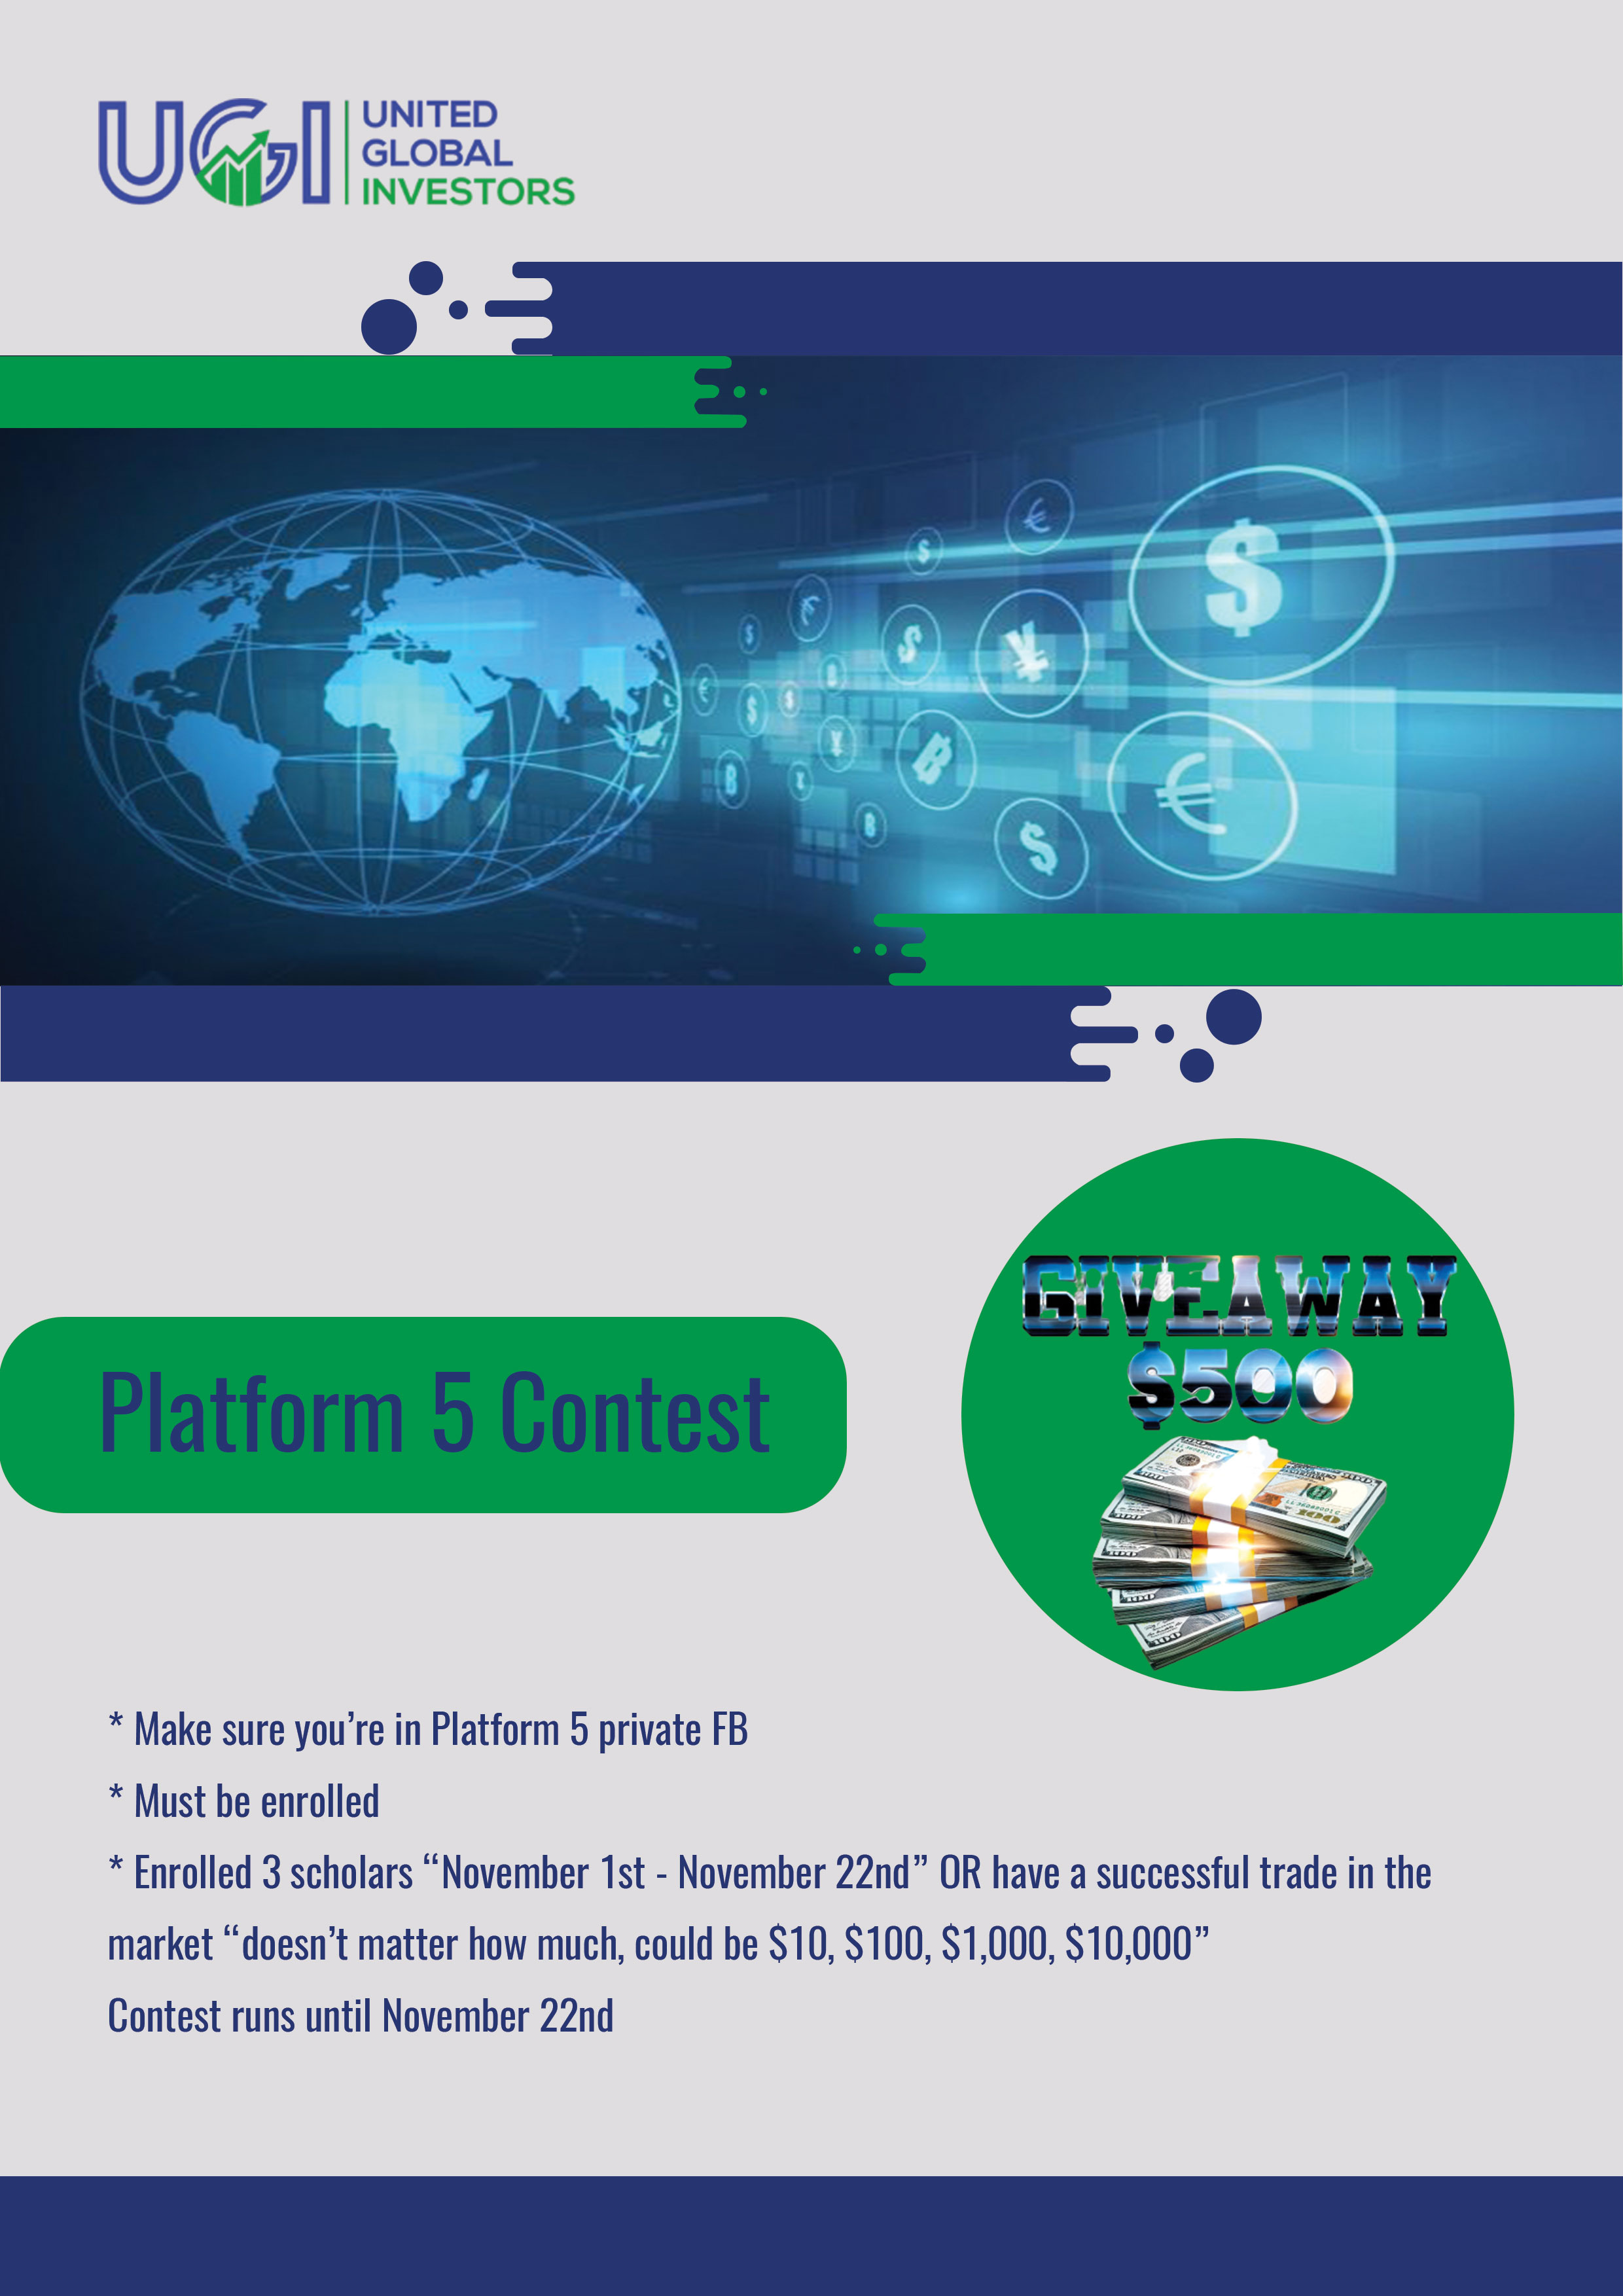 UGI
UNITED
GLOBAL
INVESTORS
GIVEAWAY
$500
Platform 5 Contest
* Make sure you’re in Platform 5 private FB
* Must be enrolled
* Enrolled 3 scholars “November 1st - November 22nd” OR have a successful trade in the
market “doesn’t matter how much, could be $10, $100, $1,000, $10,000”
Contest runs until November 22nd